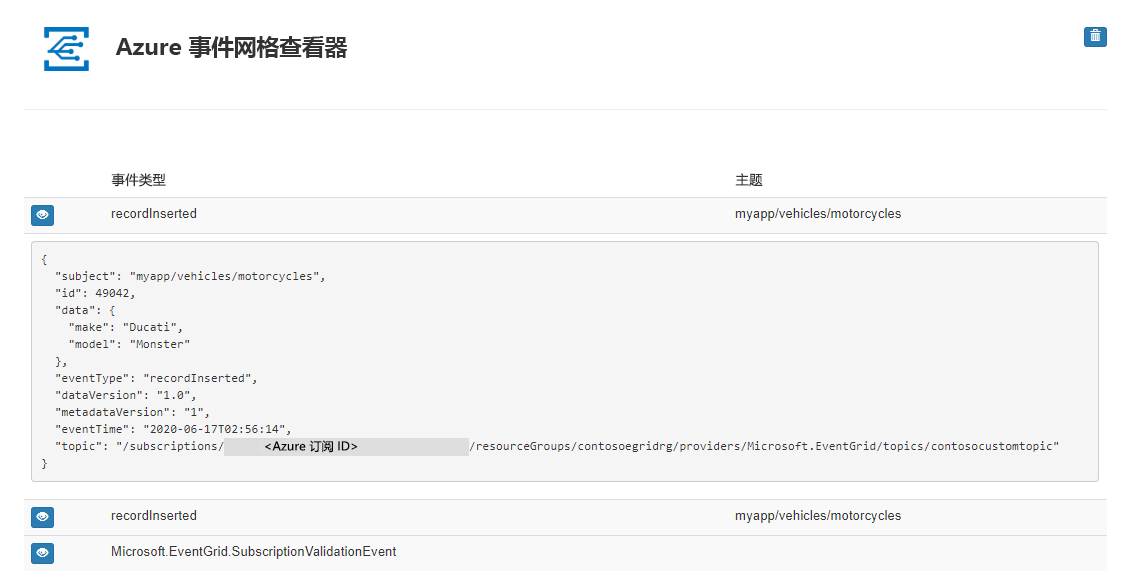 Azure 事件网格查看器
事件类型 主题
recordInserted myapp/vehicles/motorcycles
{
  "subject": "myapp/vehicles/motorcycles",
  "id": 49042,
  "data": {
    "make": "Ducati",
    "model": "Monster"
  },
  "eventType": "recordInserted",
  "dataVersion": "1.0",
  "metadataVersion": "1",
  "eventTime": "2020-06-17T02:56:14",
  "topic": "/subscriptions/ <Azure 订阅 ID> /resourceGroups/contosoegridrg/providers/Microsoft.EventGrid/topics/contosocustomtopic"
}
recordInserted myapp/vehicles/motorcycles
Microsoft.EventGrid.SubscriptionValidationEvent